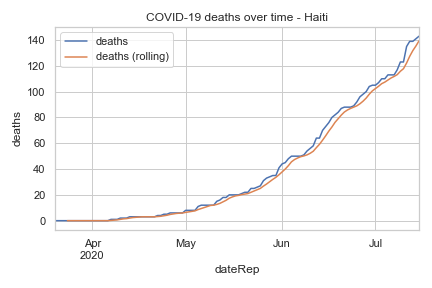 COVID-19 deaths over time - Haiti
deaths
deaths (rolling)
deaths
140
120
100
80
60
40
20
0
Apr
2020
May
Jun
Jul
dateRep